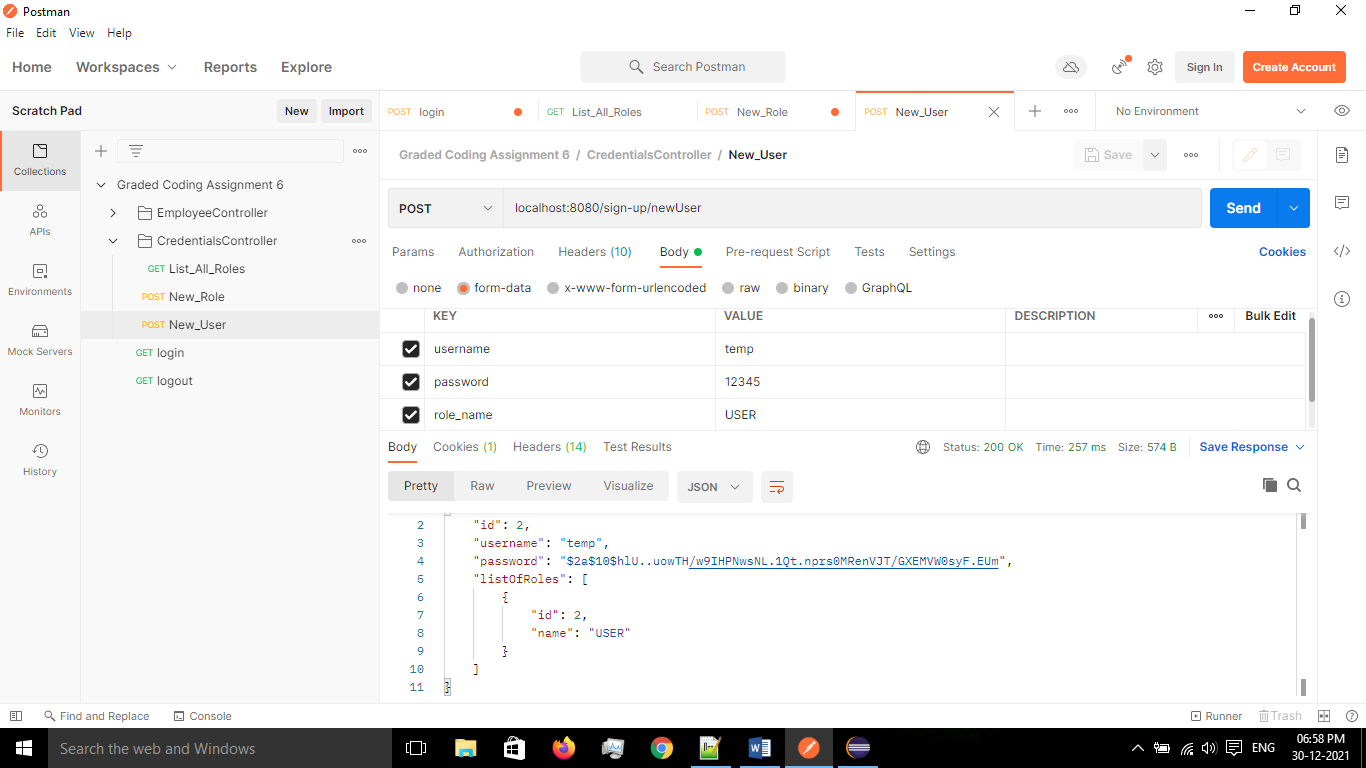 Postman
File Edit View Help
Home Workspaces Reports Explore Search Postman Sign In Create Account
Scratch Pad New Import
POST login GET List_All_Roles POST New_Role POST New_User No Environment
Collections
APIs
Environments
Mock Servers
Monitors
History
Graded Coding Assignment 6
EmployeeController
CredentialsController
GET List_All_Roles
POST New_Role
POST New_User
GET login
GET logout
Graded Coding Assignment 6 / CredentialsController / New_User Save
POST localhost:8080/sign-up/newUser Send
Params Authorization Headers (10) Body Pre-request Script Tests Settings Cookies
none form-data x-www-form-urlencoded raw binary GraphQL
KEY VALUE DESCRIPTION Bulk Edit
username temp
password 12345
role_name USER
Body Cookies (1) Headers (14) Test Results Status: 200 OK Time: 257 ms Size: 574 B Save Response
Pretty Raw Preview Visualize JSON
2 "id": 2,
3 "username": "temp",
4 "password": "$2a$10$hlU..uowTH/w9IHPNwsNL.1Qt.nprs0MRenVJT/GXEMVW0syF.EUm",
5 "listOfRoles": [
6 {
7 "id": 2,
8 "name": "USER"
9 }
10 ]
11 }
Find and Replace Console Runner Trash
Search the web and Windows ENG 06:58 PM
30-12-2021